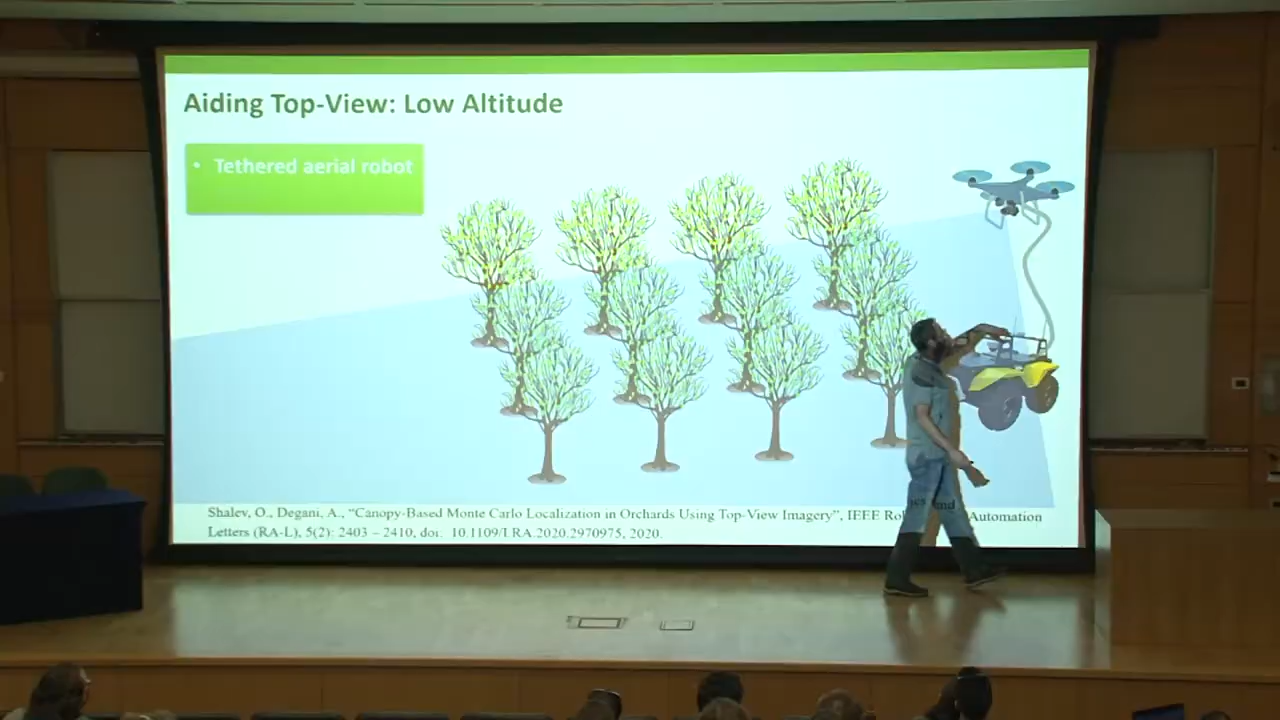 Aiding Top-View: Low Altitude
• Tethered aerial robot
Shalev, O., Degani, A., “Canopy-Based Monte Carlo Localization in Orchards Using Top-View Imagery”, IEEE Automation
Letters (RA-L), 5(2): 2403 – 2410, doi: 10.1109/LRA.2020.2970975, 2020.